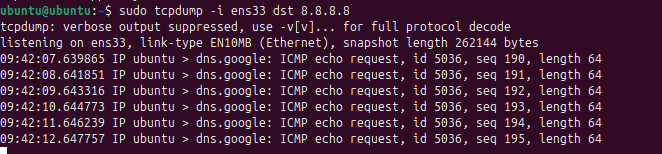 ubuntu@ubuntu:~$ sudo tcpdump -i ens33 dst 8.8.8.8
tcpdump: verbose output suppressed, use -v[v]... for full protocol decode
listening on ens33, link-type EN10MB (Ethernet), snapshot length 262144 bytes
09:42:07.639865 IP ubuntu > dns.google: ICMP echo request, id 5036, seq 190, length 64
09:42:08.641851 IP ubuntu > dns.google: ICMP echo request, id 5036, seq 191, length 64
09:42:09.643316 IP ubuntu > dns.google: ICMP echo request, id 5036, seq 192, length 64
09:42:10.644773 IP ubuntu > dns.google: ICMP echo request, id 5036, seq 193, length 64
09:42:11.646239 IP ubuntu > dns.google: ICMP echo request, id 5036, seq 194, length 64
09:42:12.647757 IP ubuntu > dns.google: ICMP echo request, id 5036, seq 195, length 64